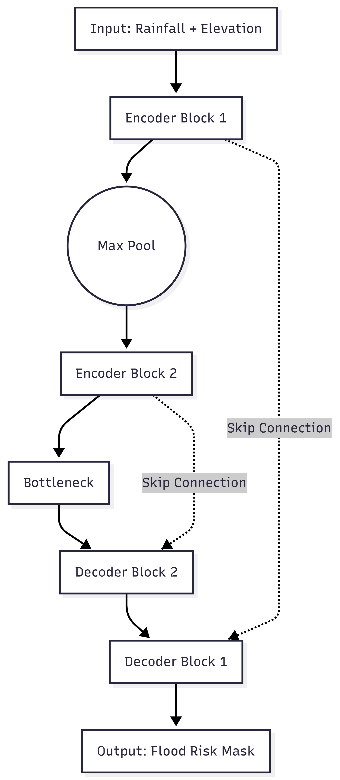 Input: Rainfall + Elevation
Encoder Block 1
Max Pool
Encoder Block 2
Skip Connection
Bottleneck
Skip Connection
Decoder Block 2
Decoder Block 1
Output: Flood Risk Mask